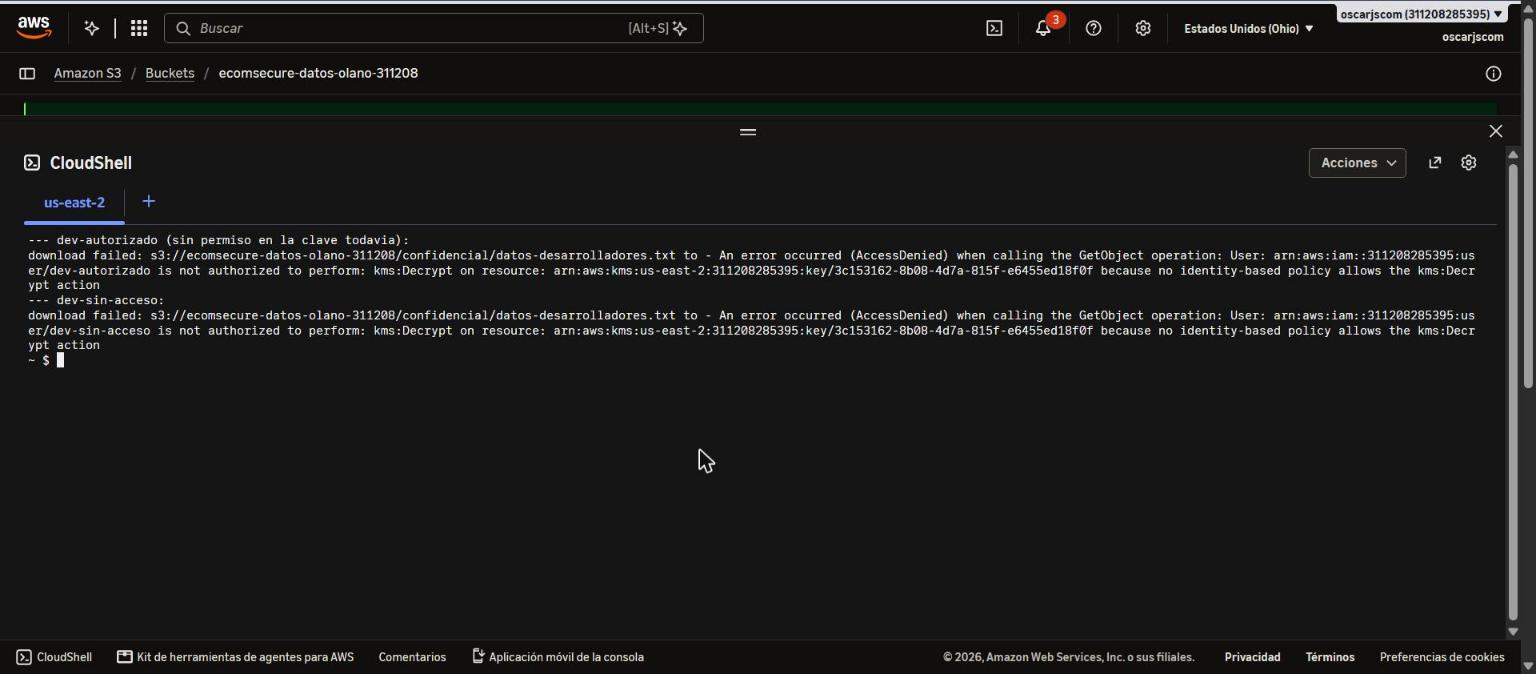 aws
Buscar
[Alt+S]
3
Estados Unidos (Ohio)
oscarjscom (311208285395)
oscarjscom
Amazon S3 / Buckets / ecomsecure-datos-olano-311208
CloudShell
Acciones
us-east-2
+
--- dev-autorizado (sin permiso en la clave todavia):
download failed: s3://ecomsecure-datos-olano-311208/confidencial/datos-desarrolladores.txt to - An error occurred (AccessDenied) when calling the GetObject operation: User: arn:aws:iam::311208285395:us
er/dev-autorizado is not authorized to perform: kms:Decrypt on resource: arn:aws:kms:us-east-2:311208285395:key/3c153162-8b08-4d7a-815f-e6455ed18f0f because no identity-based policy allows the kms:Decr
ypt action
--- dev-sin-acceso:
download failed: s3://ecomsecure-datos-olano-311208/confidencial/datos-desarrolladores.txt to - An error occurred (AccessDenied) when calling the GetObject operation: User: arn:aws:iam::311208285395:us
er/dev-sin-acceso is not authorized to perform: kms:Decrypt on resource: arn:aws:kms:us-east-2:311208285395:key/3c153162-8b08-4d7a-815f-e6455ed18f0f because no identity-based policy allows the kms:Decr
ypt action
~ $
CloudShell
Kit de herramientas de agentes para AWS
Comentarios
Aplicación móvil de la consola
© 2026, Amazon Web Services, Inc. o sus filiales.
Privacidad
Términos
Preferencias de cookies